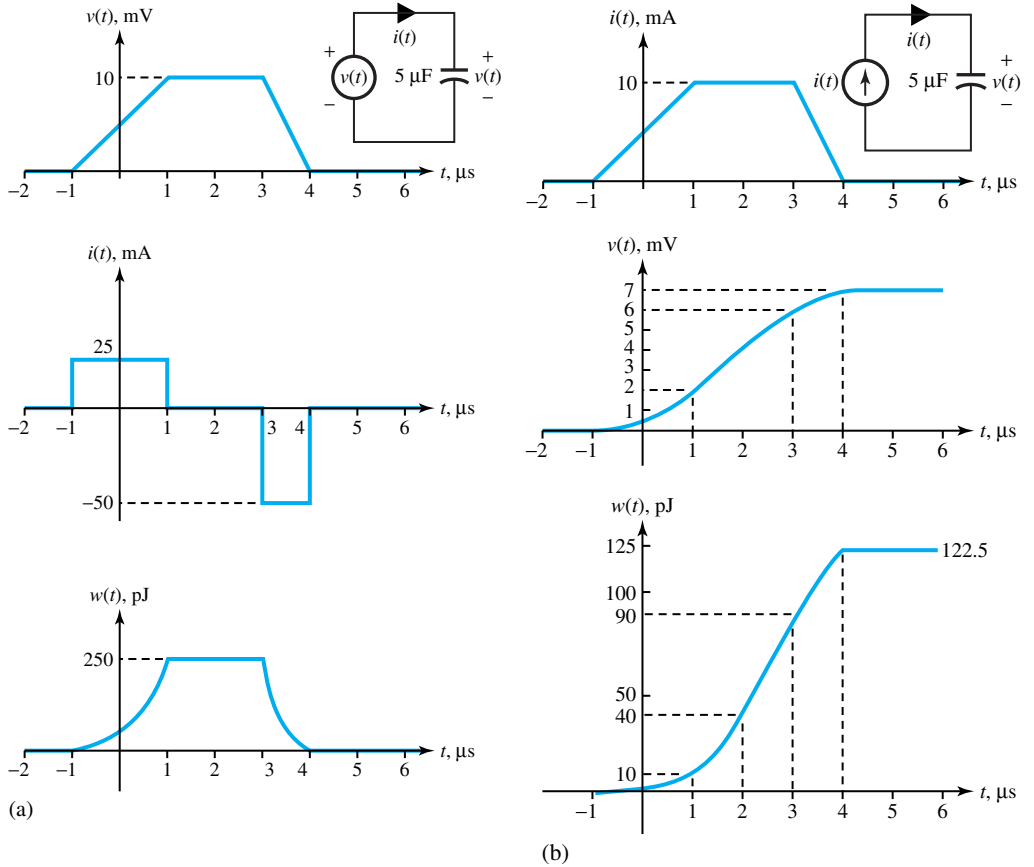 v(t), mV
i(t)
+
v(t)
−
5 μF
+
v(t)
−
10
−2 −1 1 2 3 4 5 6 t, μs
i(t), mA
25
−2 −1 1 2 3 4 5 6 t, μs
−50
w(t), pJ
250
−2 −1 1 2 3 4 5 6 t, μs
(a)
i(t), mA
i(t)
i(t)
5 μF
+
v(t)
−
10
−2 −1 1 2 3 4 5 6 t, μs
v(t), mV
7
6
5
4
3
2
1
−2 −1 1 2 3 4 5 6 t, μs
w(t), pJ
125
122.5
100
90
50
40
10
−1 1 2 3 4 5 6 t, μs
(b)